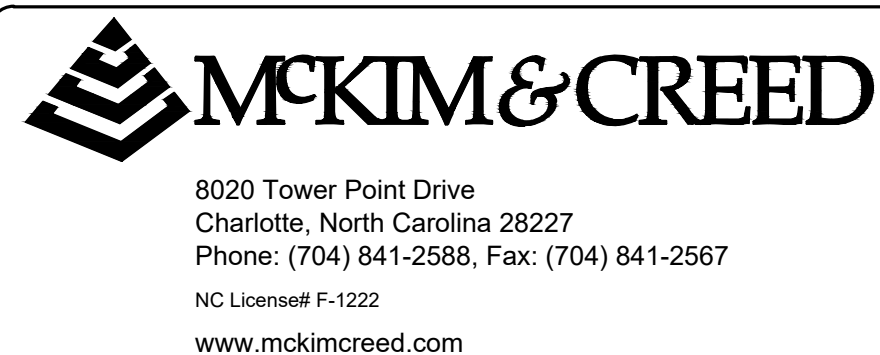 McKIM & CREED
8020 Tower Point Drive
Charlotte, North Carolina 28227
Phone: (704) 841-2588, Fax: (704) 841-2567
NC License# F-1222
www.mckimcreed.com